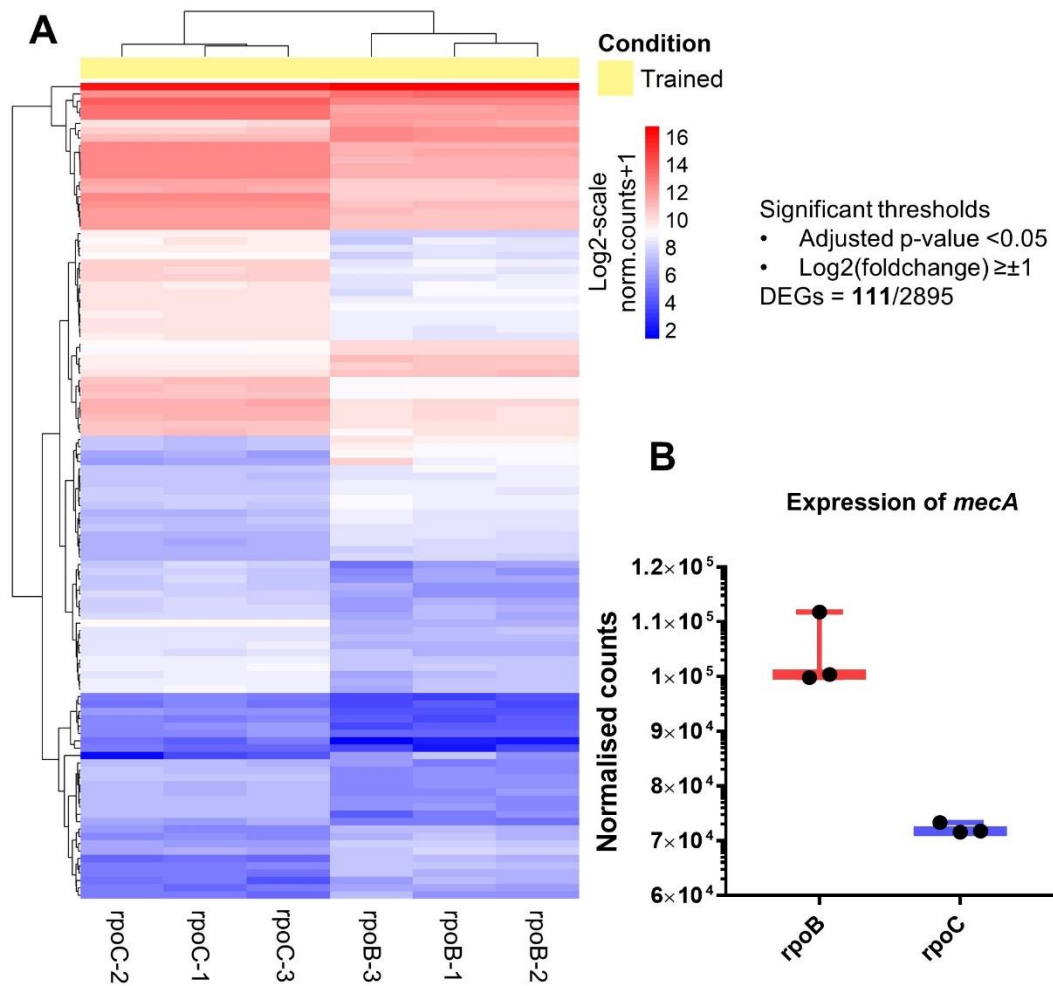 A
Condition
Trained
Log2-scale
norm.counts+1
16
14
12
10
8
6
4
2
Significant thresholds
• Adjusted p-value <0.05
• Log2(foldchange) ≥±1
DEGs = 111/2895
rpoC-2
rpoC-1
rpoC-3
rpoB-3
rpoB-1
rpoB-2
B
Expression of mecA
Normalised counts
1.2×10⁵
1.1×10⁵
1×10⁵
9×10⁴
8×10⁴
7×10⁴
6×10⁴
rpoB
rpoC